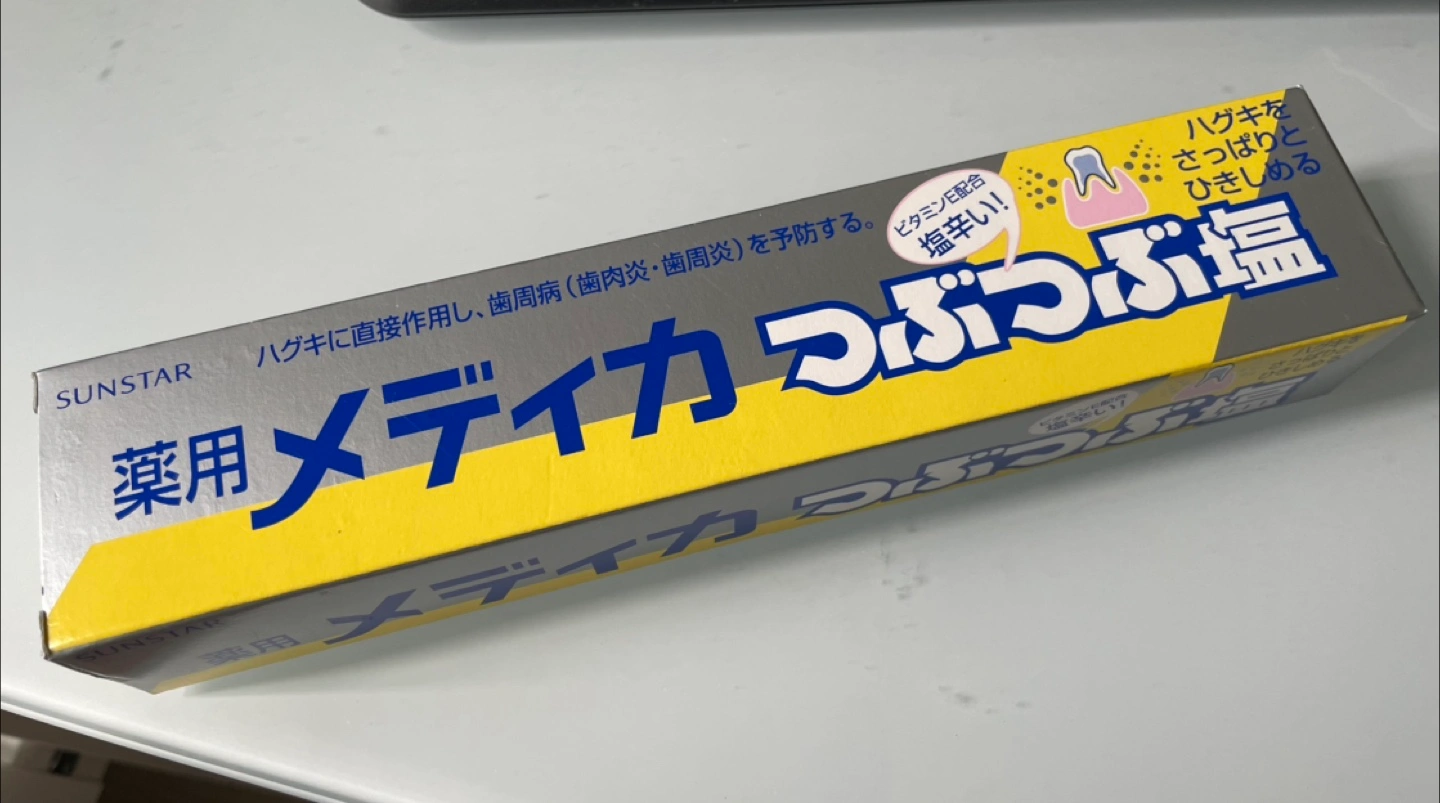 SUNSTAR
ハグキに直接作用し、歯周病(歯肉炎・歯周炎)を予防する。
薬用メディカ
つぶつぶ塩
ビタミンE配合
塩辛い!
ハグキを
さっぱりと
ひきしめる
SUNSTAR
薬用メディカ
つぶつぶ塩